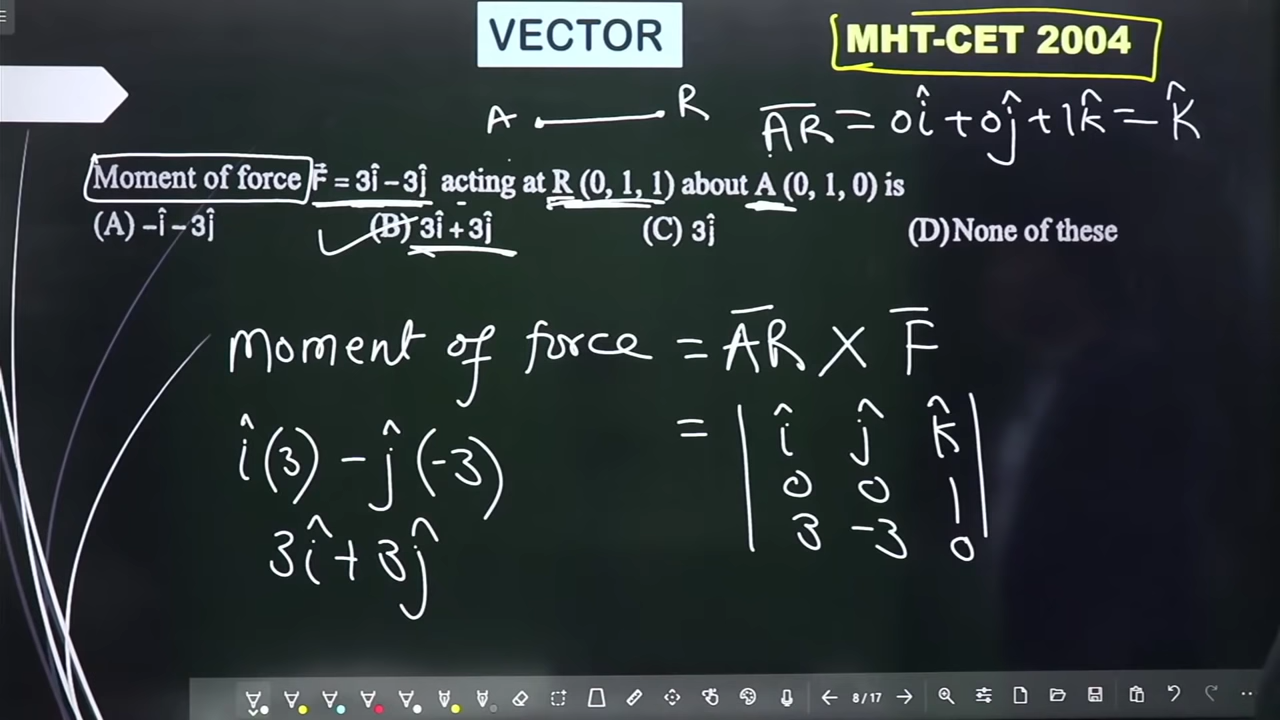 VECTOR
MHT-CET 2004
A R
A̅R̅ = 0î + 0ĵ + 1k̂ = k̂
Moment of force F⃗ = 3î – 3ĵ acting at R (0, 1, 1) about A (0, 1, 0) is
(A) –î – 3ĵ (B) 3î + 3ĵ (C) 3ĵ (D) None of these
Moment of force = A̅R̅ X F̅
= | î ĵ k̂ |
0 0 1
3 -3 0
î(3) – ĵ(-3)
3î + 3ĵ
8/17